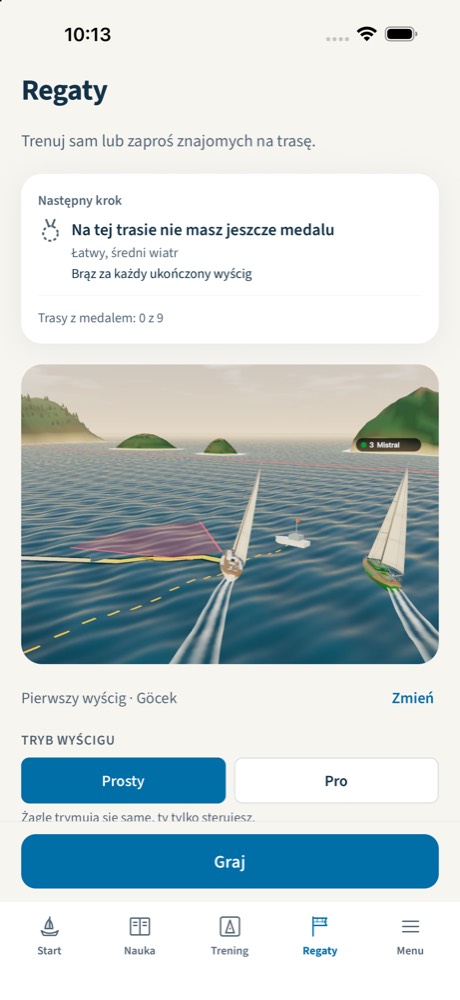 10:13
Regaty
Trenuj sam lub zaproś znajomych na trasę.
Następny krok
Na tej trasie nie masz jeszcze medalu
Łatwy, średni wiatr
Brąz za każdy ukończony wyścig
Trasy z medalem: 0 z 9
3 Mistral
Pierwszy wyścig · Göcek
Zmień
TRYB WYŚCIGU
Prosty
Pro
Żagle trymują się same, ty tylko sterujesz.
Graj
Start
Nauka
Trening
Regaty
Menu